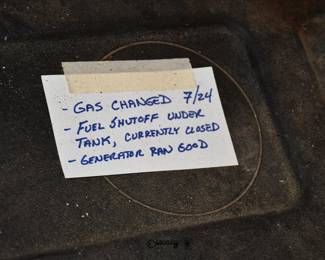 - GAS CHANGED 7/24
- FUEL SHUTOFF UNDER
TANK, CURRENTLY CLOSED
- GENERATOR RAN GOOD